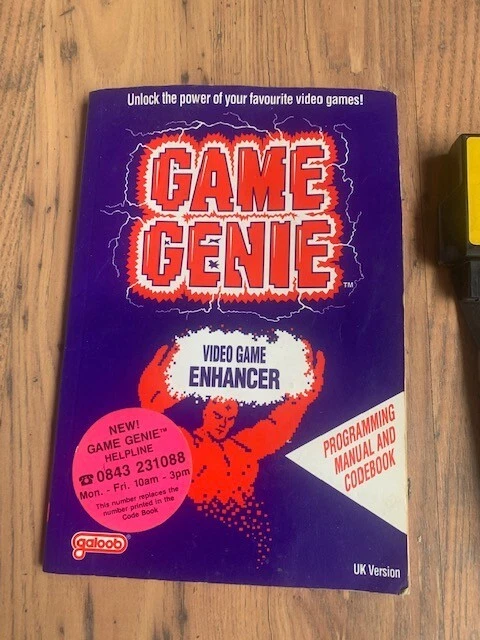 Unlock the power of your favourite video games!
GAME
GENIE™
VIDEO GAME
ENHANCER
PROGRAMMING
MANUAL AND
CODEBOOK
NEW!
GAME GENIE™
HELPLINE
☎ 0843 231088
Mon. - Fri. 10am - 3pm
This number replaces the
number printed in the
Code Book
galoob®
UK Version